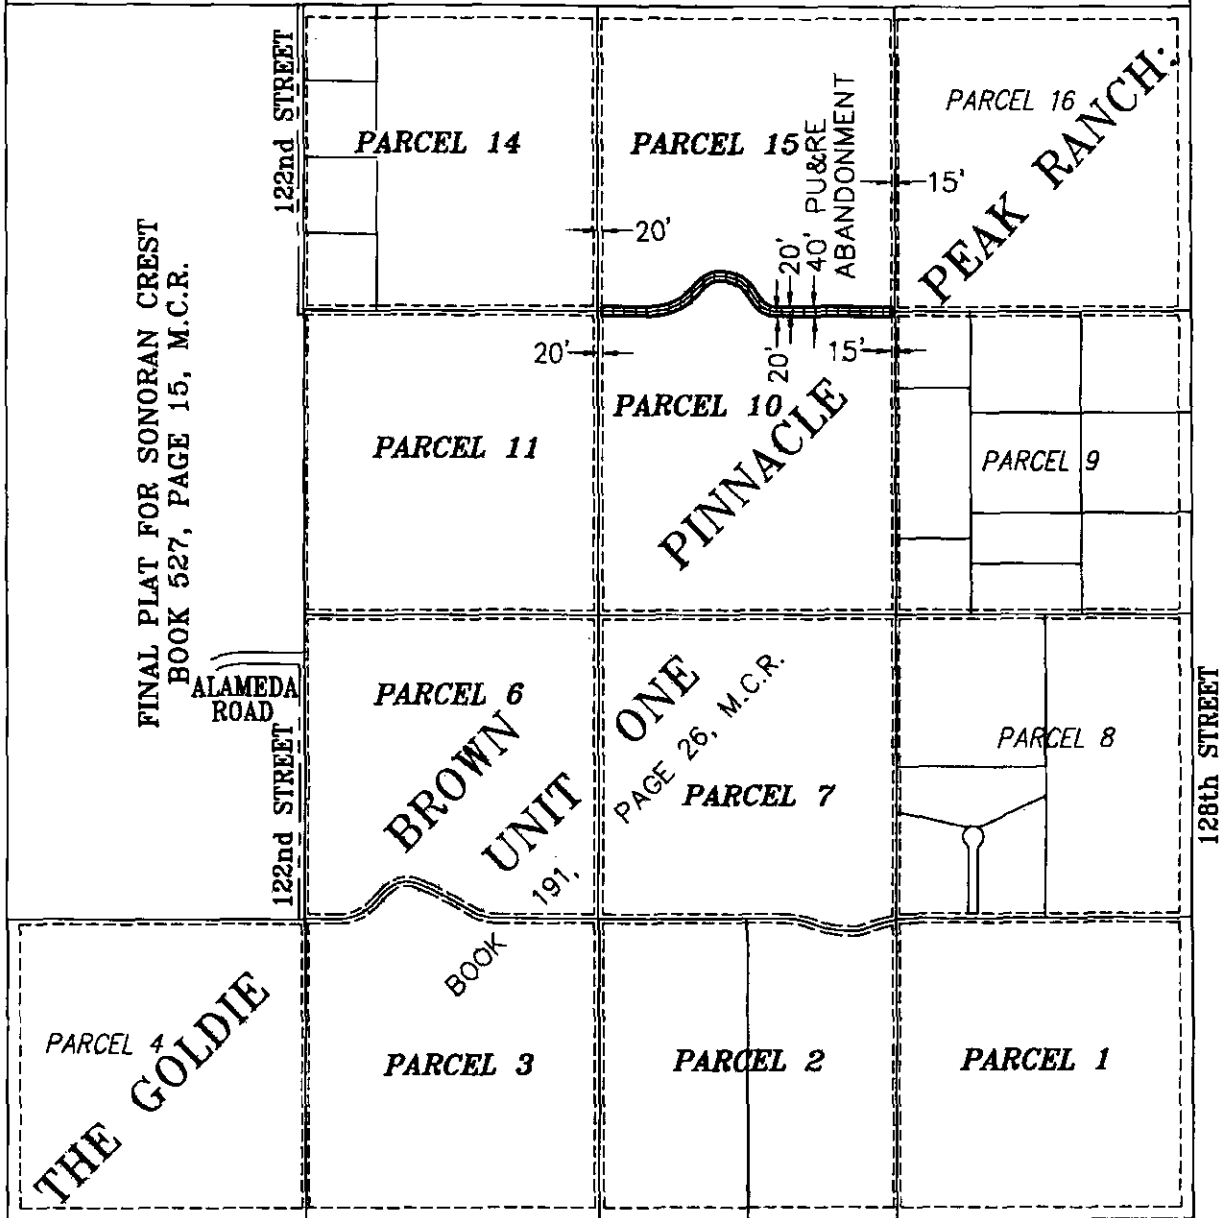 122nd STREET
PARCEL 14
PARCEL 15
40' PU&RE
ABANDONMENT
PARCEL 16
15'
20'
20'
FINAL PLAT FOR SONORAN CREST
BOOK 527, PAGE 15, M.C.R.
20'
20'
15'
PARCEL 11
PARCEL 10
PARCEL 9
ALAMEDA
ROAD
122nd STREET
PARCEL 6
PARCEL 7
PARCEL 8
128th STREET
THE GOLDIE BROWN PINNACLE PEAK RANCH:
UNIT ONE
BOOK 191, PAGE 26, M.C.R.
PARCEL 4
PARCEL 3
PARCEL 2
PARCEL 1